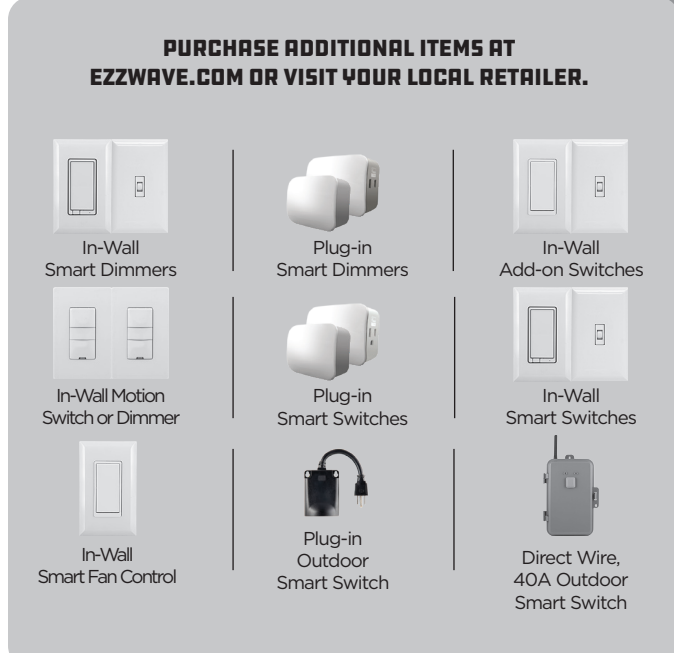 PURCHASE ADDITIONAL ITEMS AT
EZZWAVE.COM OR VISIT YOUR LOCAL RETAILER.
In-Wall
Smart Dimmers
Plug-in
Smart Dimmers
In-Wall
Add-on Switches
In-Wall Motion
Switch or Dimmer
Plug-in
Smart Switches
In-Wall
Smart Switches
In-Wall
Smart Fan Control
Plug-in
Outdoor
Smart Switch
Direct Wire,
40A Outdoor
Smart Switch